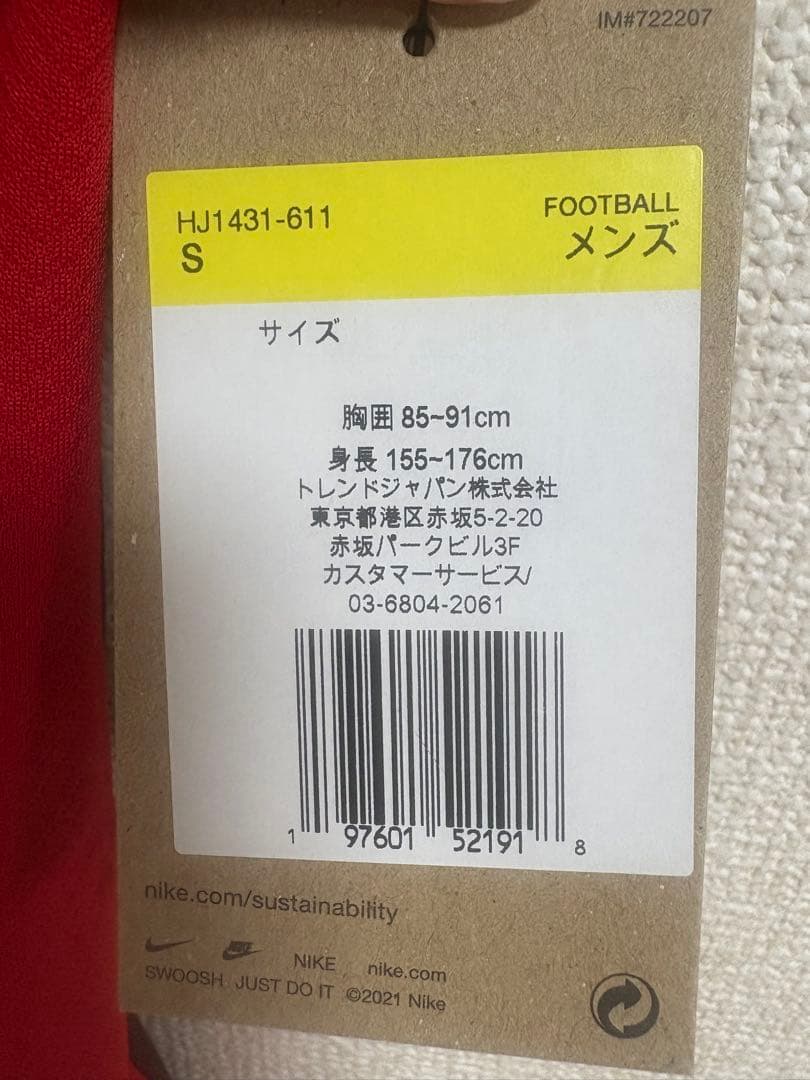 IM#722207
HJ1431-611
FOOTBALL
S
メンズ
サイズ
胸囲 85~91cm
身長 155~176cm
トレンドジャパン株式会社
東京都港区赤坂5-2-20
赤坂パークビル3F
カスタマーサービス/
03-6804-2061
1 97601 52191 8
nike.com/sustainability
NIKE nike.com
SWOOSH JUST DO IT ©2021 Nike